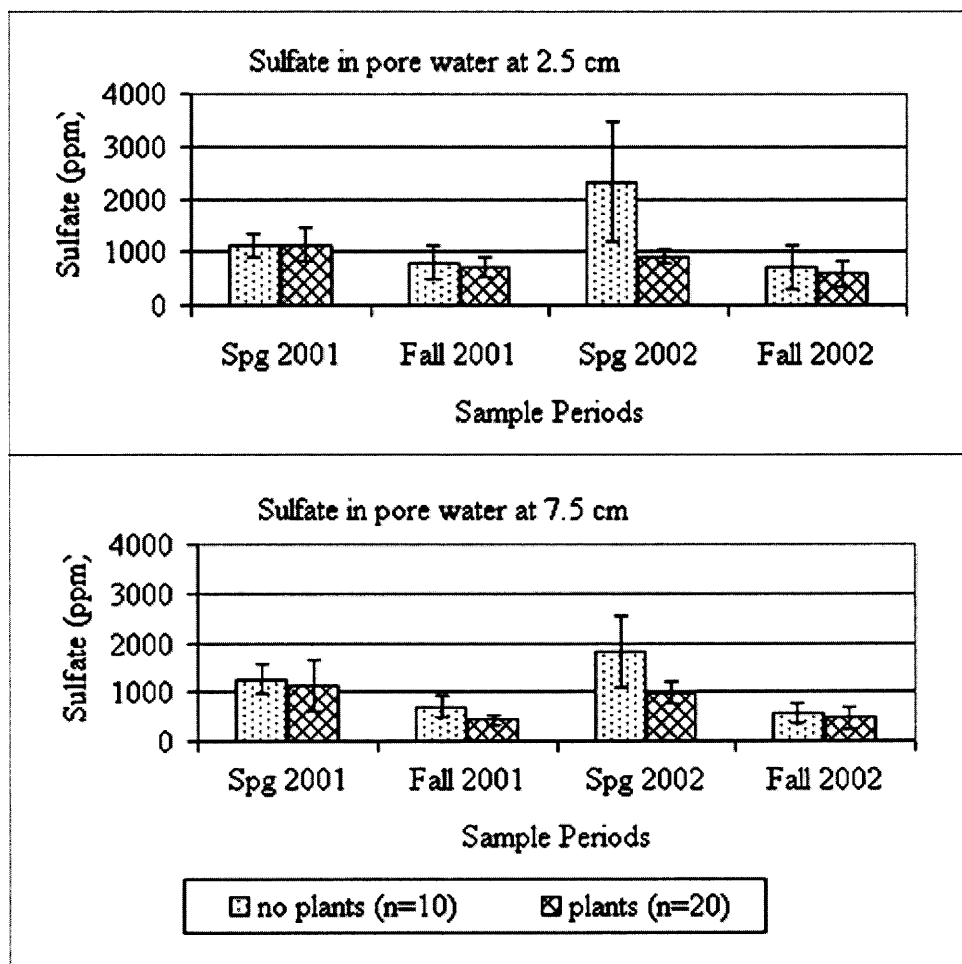 Sulfate in pore water at 2.5 cm
Sulfate (ppm)
4000
3000
2000
1000
0
Spg 2001 Fall 2001 Spg 2002 Fall 2002
Sample Periods
Sulfate in pore water at 7.5 cm
Sulfate (ppm)
4000
3000
2000
1000
0
Spg 2001 Fall 2001 Spg 2002 Fall 2002
Sample Periods
no plants (n=10) plants (n=20)